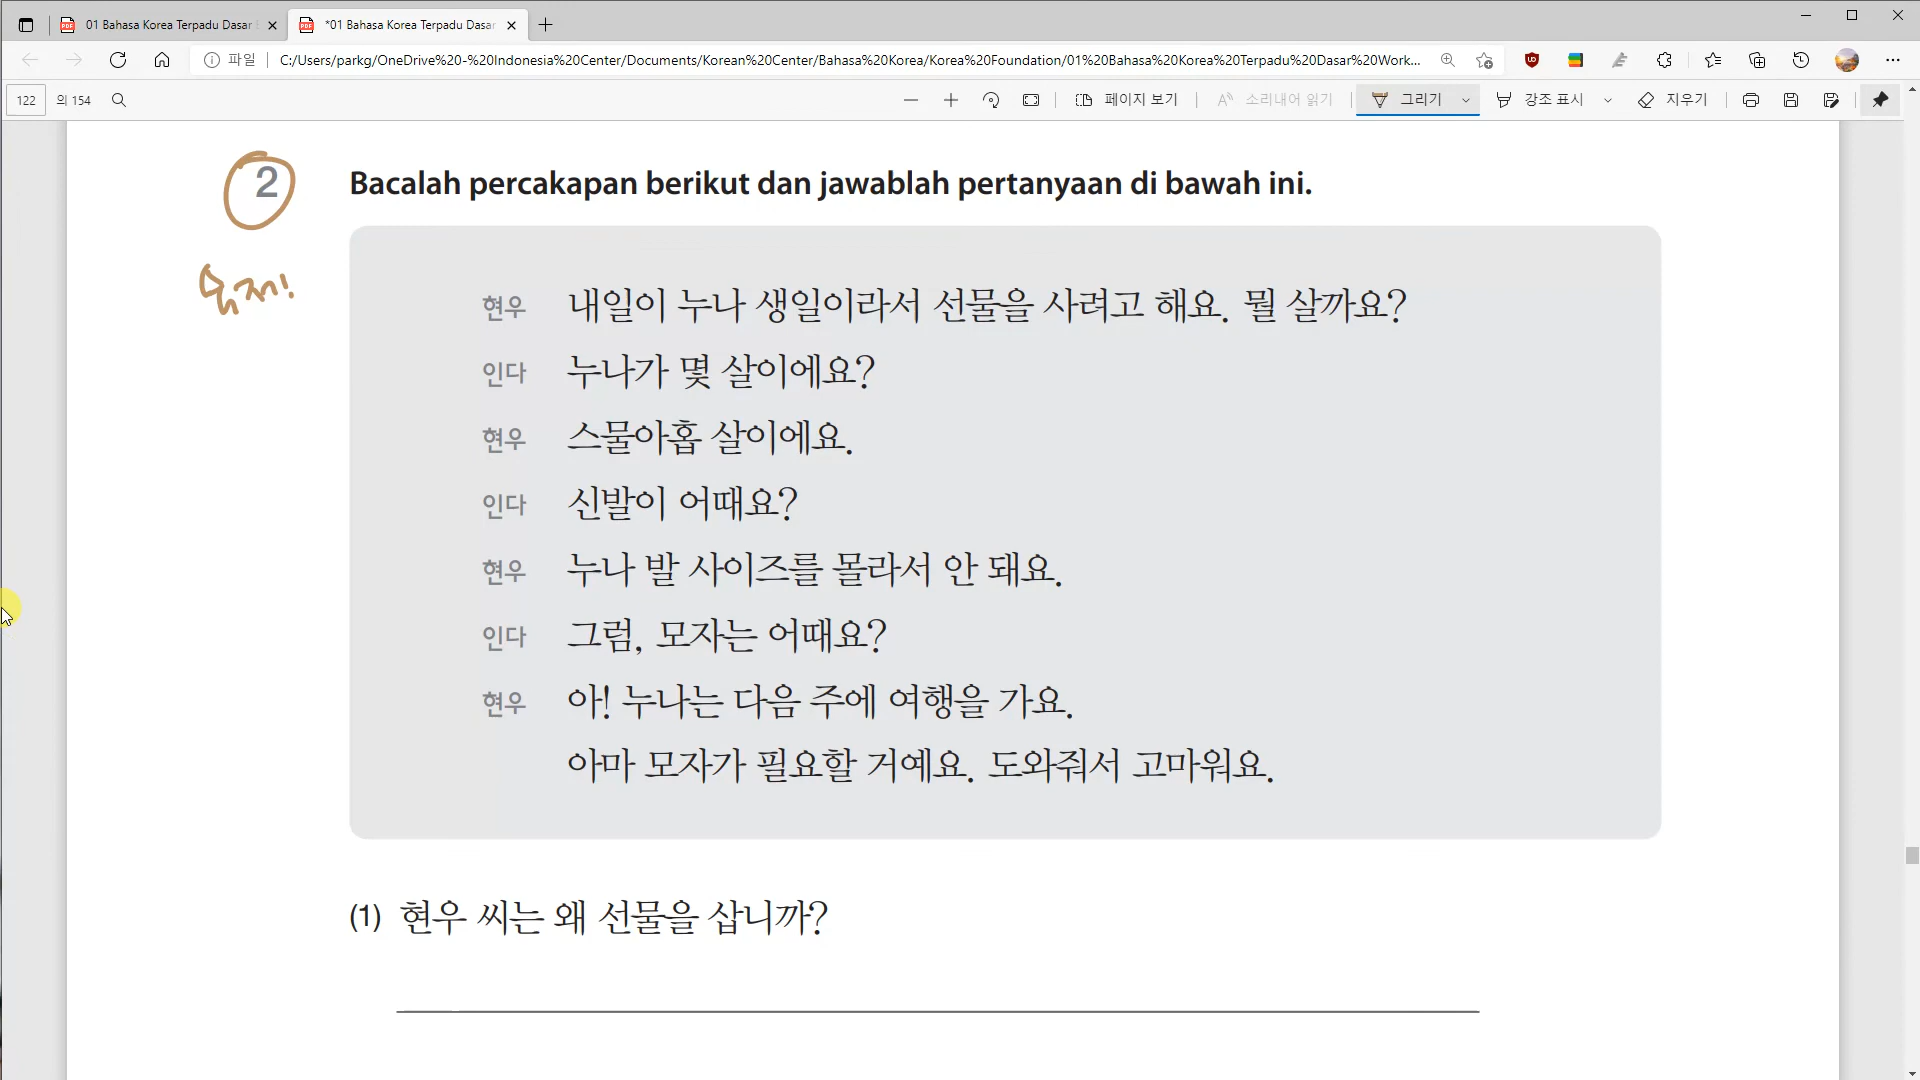 01 Bahasa Korea Terpadu Dasar
*01 Bahasa Korea Terpadu Dasar
파일
C:/Users/parkg/OneDrive%20-%20Indonesia%20Center/Documents/Korean%20Center/Bahasa%20Korea/Korea%20Foundation/01%20Bahasa%20Korea%20Terpadu%20Dasar%20Work...
122 의 154 페이지 보기 소리내어 읽기 그리기 강조 표시 지우기
2 Bacalah percakapan berikut dan jawablah pertanyaan di bawah ini.
숙제!
현우 내일이 누나 생일이라서 선물을 사려고 해요. 뭘 살까요?
인다 누나가 몇 살이에요?
현우 스물아홉 살이에요.
인다 신발이 어때요?
현우 누나 발 사이즈를 몰라서 안 돼요.
인다 그럼, 모자는 어때요?
현우 아! 누나는 다음 주에 여행을 가요.
아마 모자가 필요할 거예요. 도와줘서 고마워요.
(1) 현우 씨는 왜 선물을 삽니까?